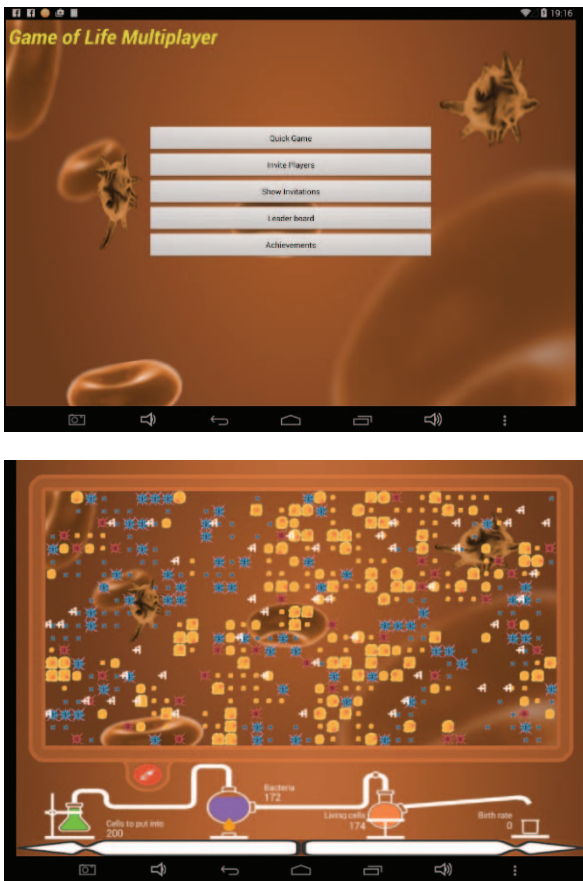 19:16
Game of Life Multiplayer
Quick Game
Invite Players
Show Invitations
Leader board
Achievements
Bacteria
172
Cells to put into
200
Living cells
174
Birth rate
0